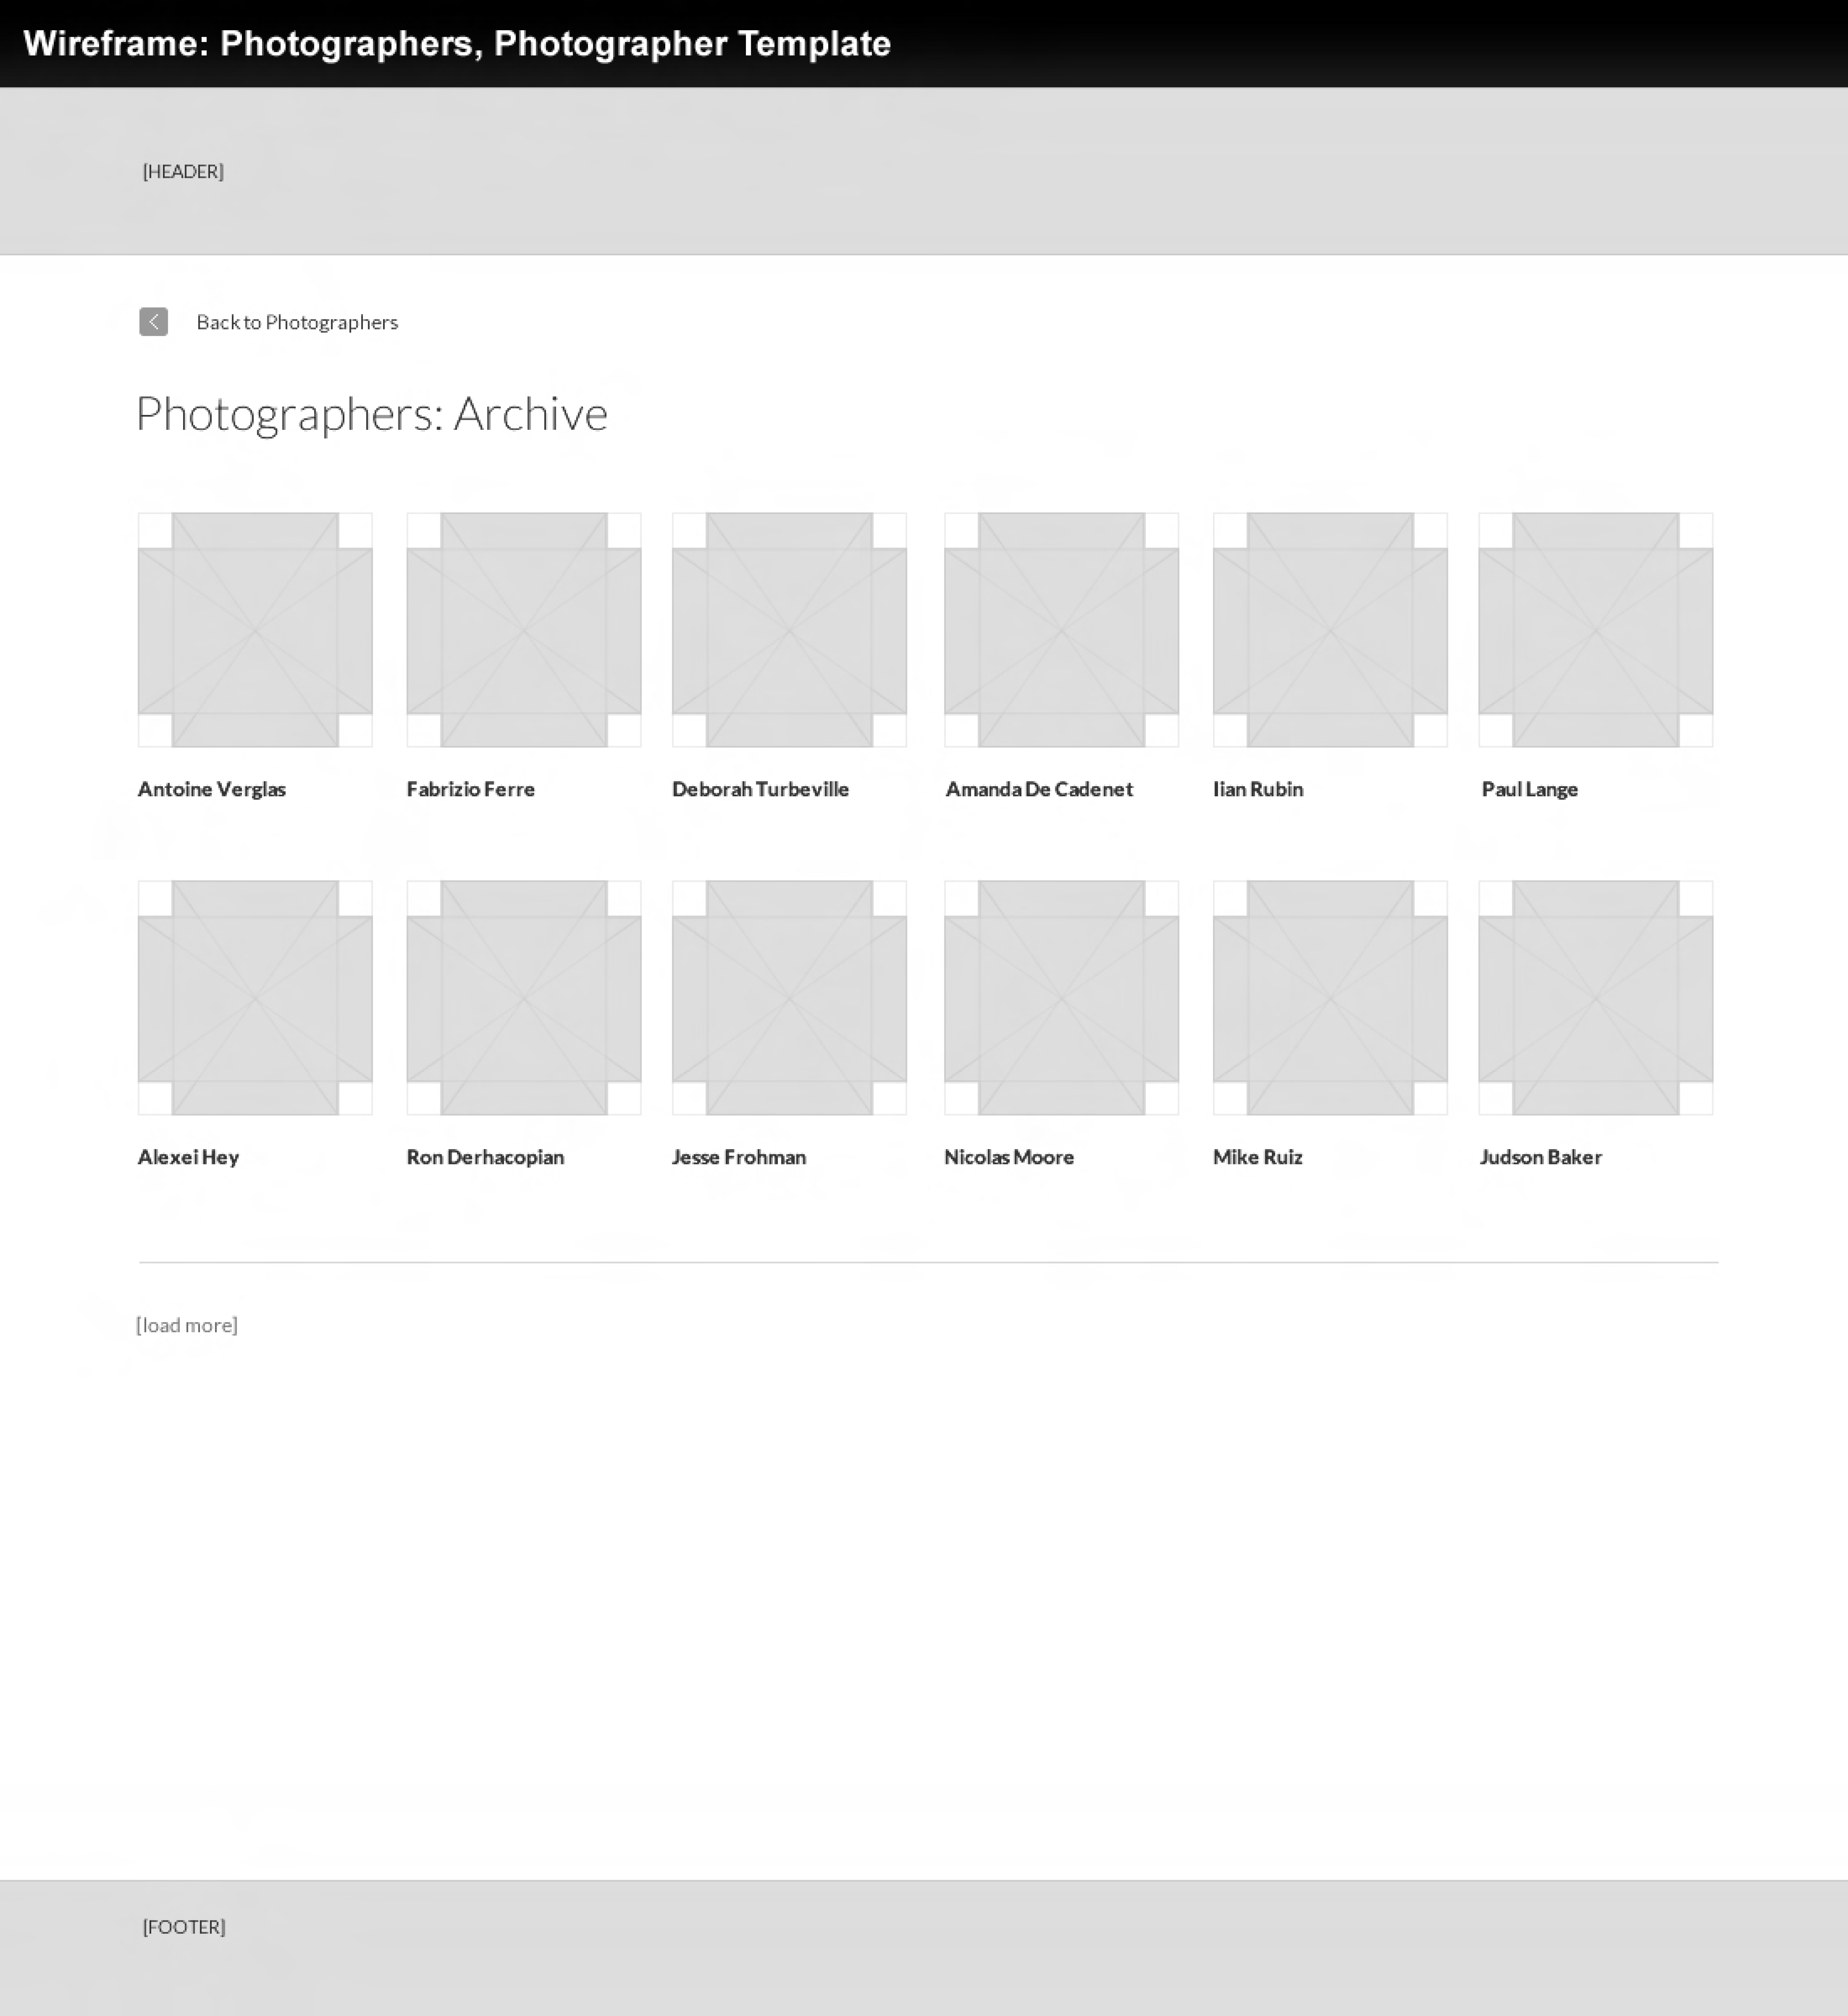 Wireframe: Photographers, Photographer Template
[HEADER]
Back to Photographers
Photographers: Archive
Antoine Verglas
Fabrizio Ferre
Deborah Turbeville
Amanda De Cadenet
Iian Rubin
Paul Lange
Alexei Hey
Ron Derhacopian
Jesse Frohman
Nicolas Moore
Mike Ruiz
Judson Baker
[load more]
[FOOTER]